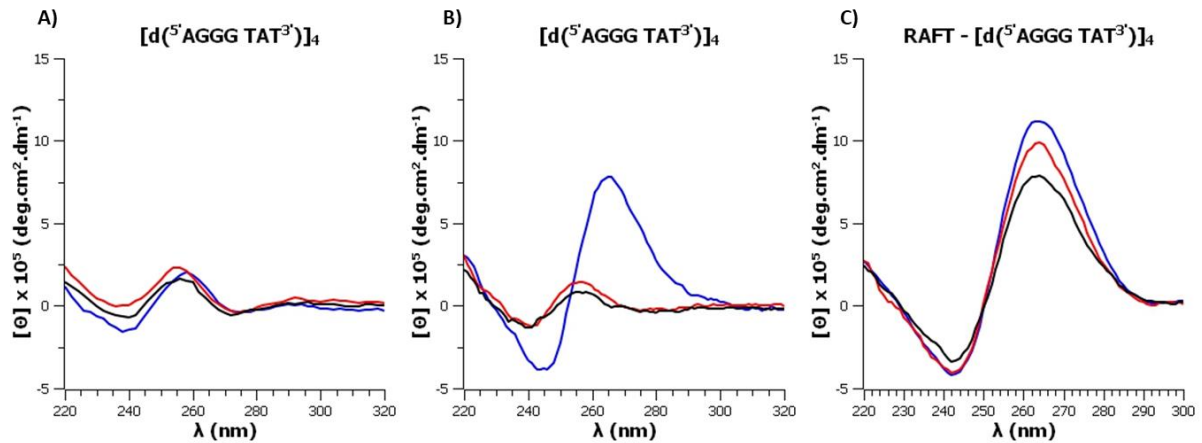 A)
[d(5'AGGG TAT3')]4
15
10
5
0
-5
[Θ] x 10⁵ (deg.cm².dm⁻¹)
220 240 260 280 300 320
λ (nm)
B)
[d(5'AGGG TAT3')]4
15
10
5
0
-5
[Θ] x 10⁵ (deg.cm².dm⁻¹)
220 240 260 280 300 320
λ (nm)
C)
RAFT - [d(5'AGGG TAT3')]4
15
10
5
0
-5
[Θ] x 10⁵ (deg.cm².dm⁻¹)
220 230 240 250 260 270 280 290 300
λ (nm)